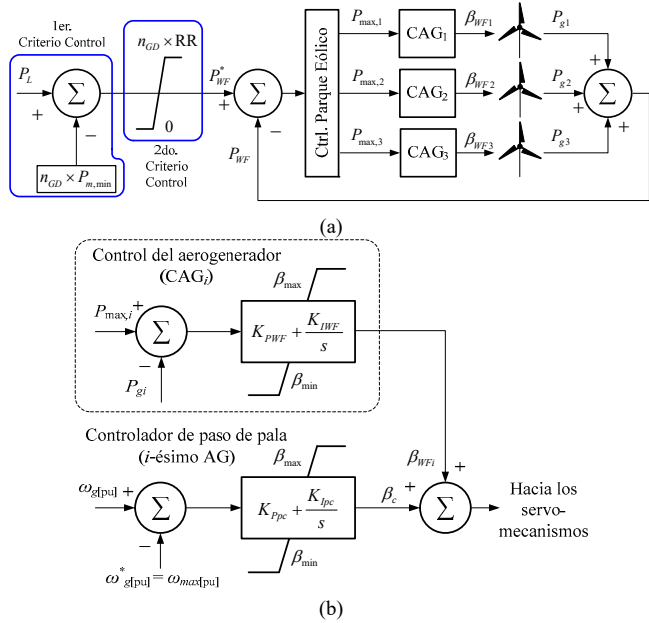 1er.
Criterio Control
P_L
+
Σ
−
n_GD × P_m,min
n_GD × RR
0
2do.
Criterio
Control
P*_WF
+
Σ
−
P_WF
Ctrl. Parque Eólico
P_max,1
CAG_1
β_WF1
P_g1
P_max,2
CAG_2
β_WF2
P_g2
P_max,3
CAG_3
β_WF3
P_g3
+
+
Σ
+
(a)
Control del aerogenerador
(CAG_i)
P_max,i
+
Σ
−
P_gi
β_max
K_PWF + K_IWF / s
β_min
Controlador de paso de pala
(i-ésimo AG)
ω_g[pu]
+
Σ
−
ω*_g[pu] = ω_max[pu]
β_max
K_Ppc + K_Ipc / s
β_min
β_c
+
β_WFi
+
Σ
Hacia los
servo-
mecanismos
(b)